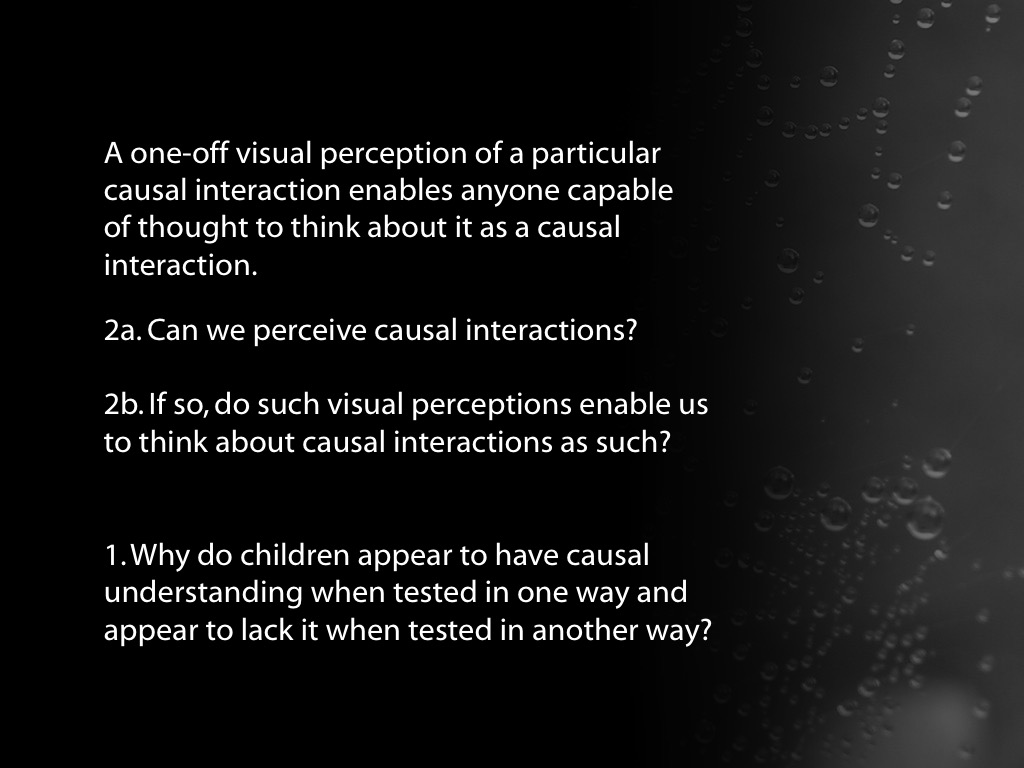 A one-off visual perception of a particular
causal interaction enables anyone capable
of thought to think about it as a causal
interaction.
2a. Can we perceive causal interactions?
2b. If so, do such visual perceptions enable us
to think about causal interactions as such?
1. Why do children appear to have causal
understanding when tested in one way and
appear to lack it when tested in another way?